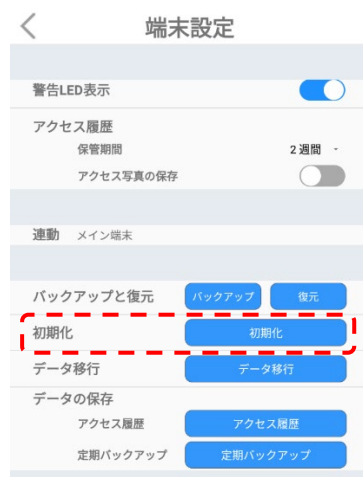 端末設定
警告LED表示
アクセス履歴
保管期間 2週間
アクセス写真の保存
連動 メイン端末
バックアップと復元 バックアップ 復元
初期化 初期化
データ移行 データ移行
データの保存
アクセス履歴 アクセス履歴
定期バックアップ 定期バックアップ